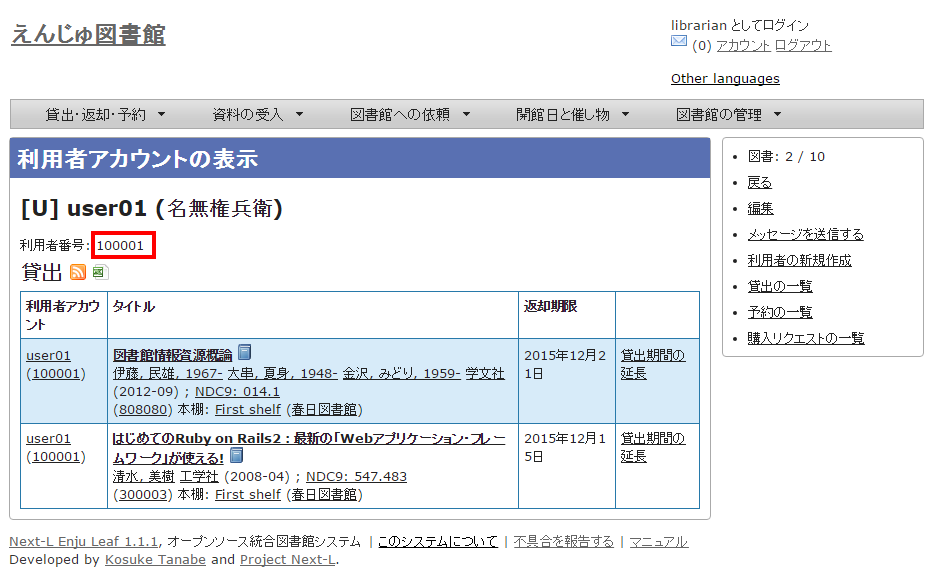 えんじゅ図書館
librarian としてログイン
(0) アカウント ログアウト
Other languages
貸出・返却・予約 ▼ 資料の受入 ▼ 図書館への依頼 ▼ 開館日と催し物 ▼ 図書館の管理 ▼
利用者アカウントの表示
[U] user01 (名無権兵衛)
利用者番号: 100001
貸出
利用者アカウ
ント
タイトル
返却期限
user01
(100001)
図書館情報資源概論
伊藤, 民雄, 1967- 大串, 夏身, 1948- 金沢, みどり, 1959- 学文社
(2012-09) ; NDC9: 014.1
(808080) 本棚: First shelf (春日図書館)
2015年12月2
1日
貸出期間の
延長
user01
(100001)
はじめてのRuby on Rails2 : 最新の「Webアプリケーション・フレー
ムワーク」が使える!
清水, 美樹 工学社 (2008-04) ; NDC9: 547.483
(300003) 本棚: First shelf (春日図書館)
2015年12月1
5日
貸出期間の
延長
• 図書: 2 / 10
• 戻る
• 編集
• メッセージを送信する
• 利用者の新規作成
• 貸出の一覧
• 予約の一覧
• 購入リクエストの一覧
Next-L Enju Leaf 1.1.1, オープンソース統合図書館システム | このシステムについて | 不具合を報告する | マニュアル
Developed by Kosuke Tanabe and Project Next-L.